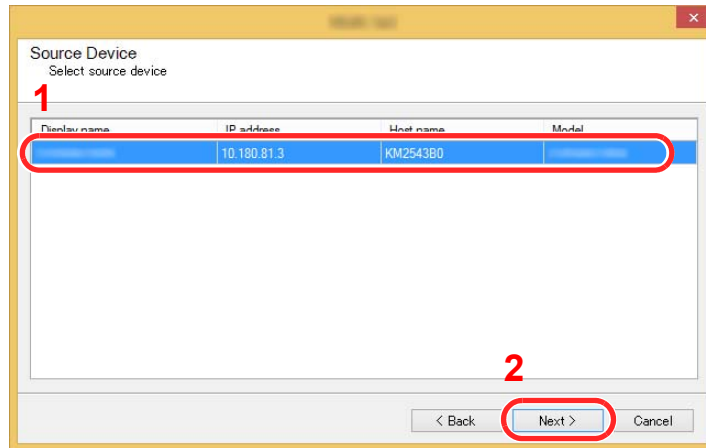 Source Device
Select source device
1
Display name IP address Host name Model
10.180.81.3 KM2543B0
2
< Back Next > Cancel